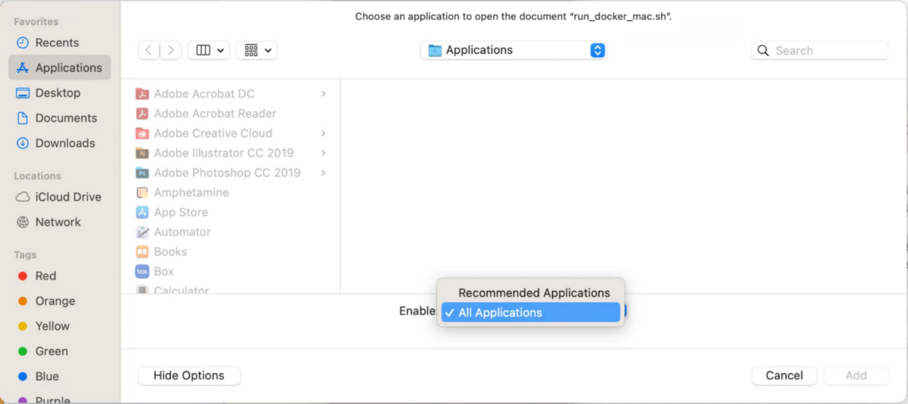 Choose an application to open the document “run_docker_mac.sh”.
Favorites
Recents
Applications
Desktop
Documents
Downloads
Locations
iCloud Drive
Network
Tags
Red
Orange
Yellow
Green
Blue
Purple
Applications
Search
Adobe Acrobat DC
Adobe Acrobat Reader
Adobe Creative Cloud
Adobe Illustrator CC 2019
Adobe Photoshop CC 2019
Amphetamine
App Store
Automator
Books
Box
Calculator
Recommended Applications
Enable
All Applications
Hide Options
Cancel
Add